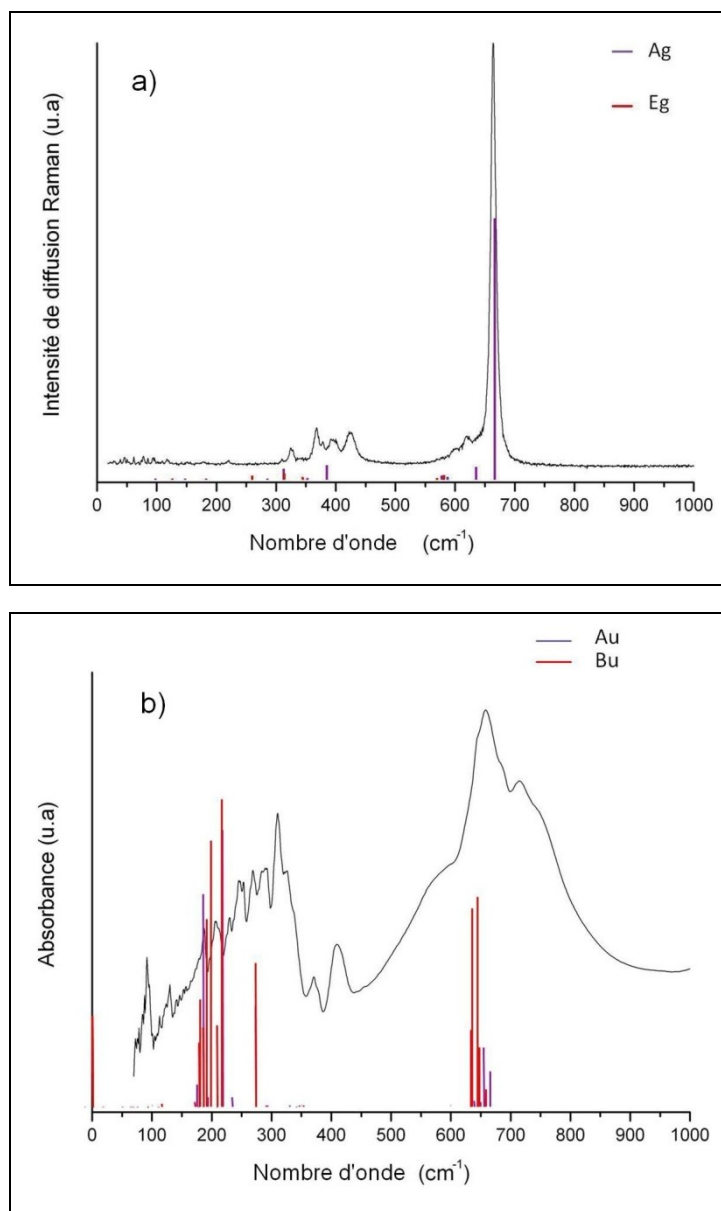 a)
Ag
Eg
Intensité de diffusion Raman (u.a)
0 100 200 300 400 500 600 700 800 900 1000
Nombre d'onde (cm⁻¹)
b)
Au
Bu
Absorbance (u.a)
0 100 200 300 400 500 600 700 800 900 1000
Nombre d'onde (cm⁻¹)